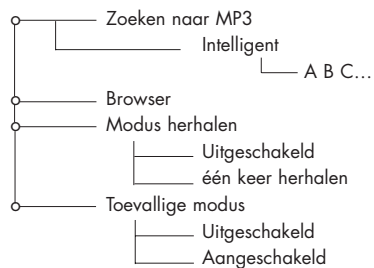 Zoeken naar MP3
Intelligent
A B C...
Browser
Modus herhalen
Uitgeschakeld
één keer herhalen
Toevallige modus
Uitgeschakeld
Aangeschakeld